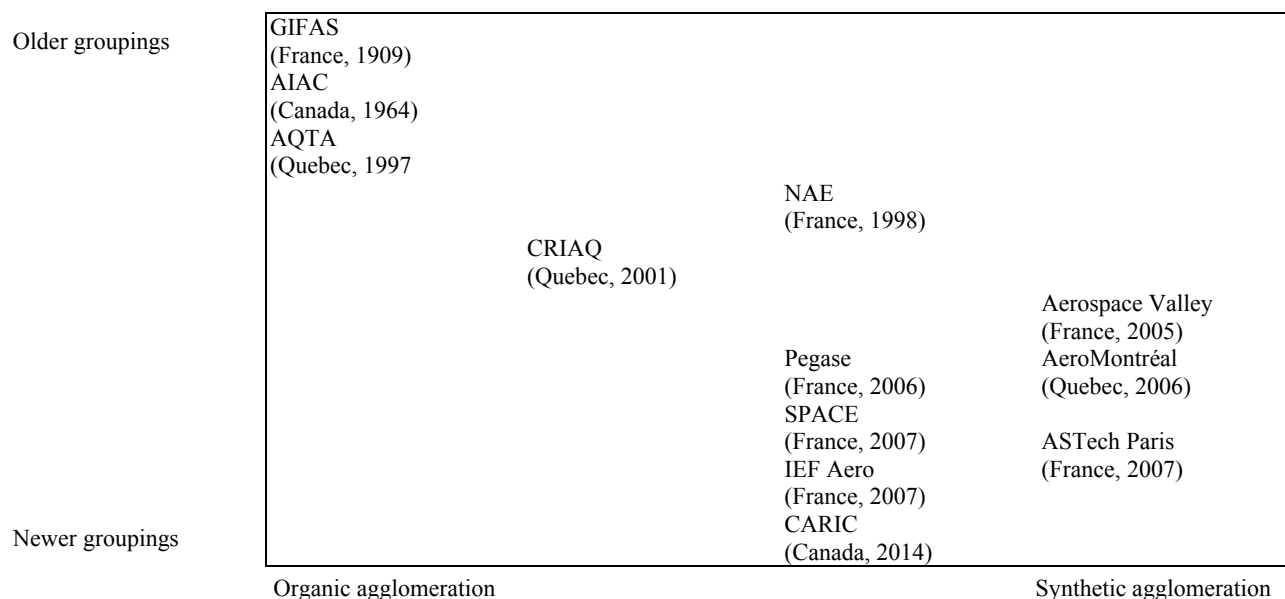 Older groupings
GIFAS
(France, 1909)
AIAC
(Canada, 1964)
AQTA
(Quebec, 1997
NAE
(France, 1998)
CRIAQ
(Quebec, 2001)
Aerospace Valley
(France, 2005)
Pegase AeroMontréal
(France, 2006) (Quebec, 2006)
SPACE
(France, 2007) ASTech Paris
IEF Aero (France, 2007)
(France, 2007)
CARIC
Newer groupings
(Canada, 2014)
Organic agglomeration Synthetic agglomeration